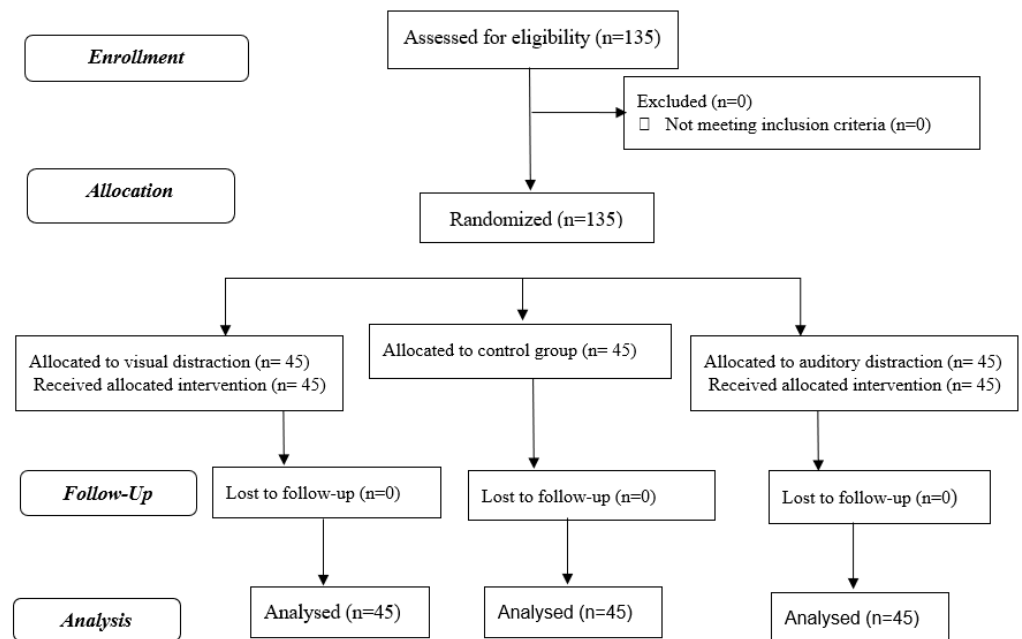 Enrollment
Assessed for eligibility (n=135)
Excluded (n=0)
□ Not meeting inclusion criteria (n=0)
Allocation
Randomized (n=135)
Allocated to visual distraction (n= 45)
Received allocated intervention (n= 45)
Allocated to control group (n= 45)
Allocated to auditory distraction (n= 45)
Received allocated intervention (n= 45)
Follow-Up
Lost to follow-up (n=0)
Lost to follow-up (n=0)
Lost to follow-up (n=0)
Analysis
Analysed (n=45)
Analysed (n=45)
Analysed (n=45)